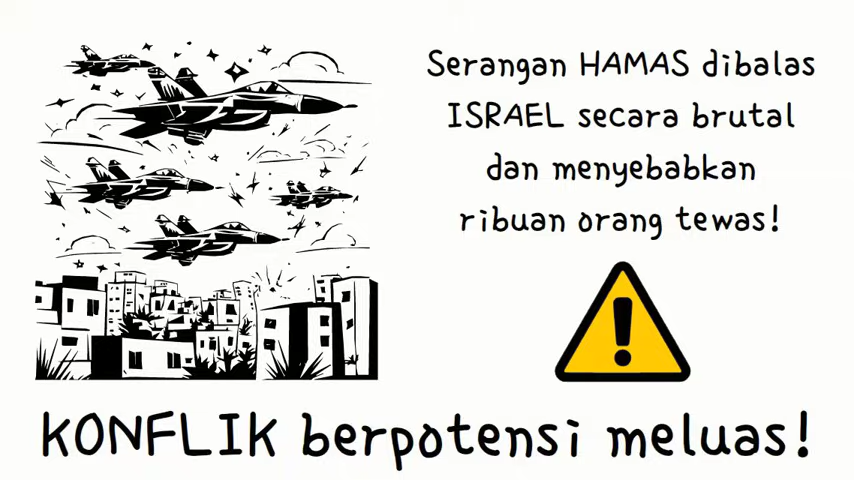 Serangan HAMAS dibalas
ISRAEL secara brutal
dan menyebabkan
ribuan orang tewas!
KONFLIK berpotensi meluas!